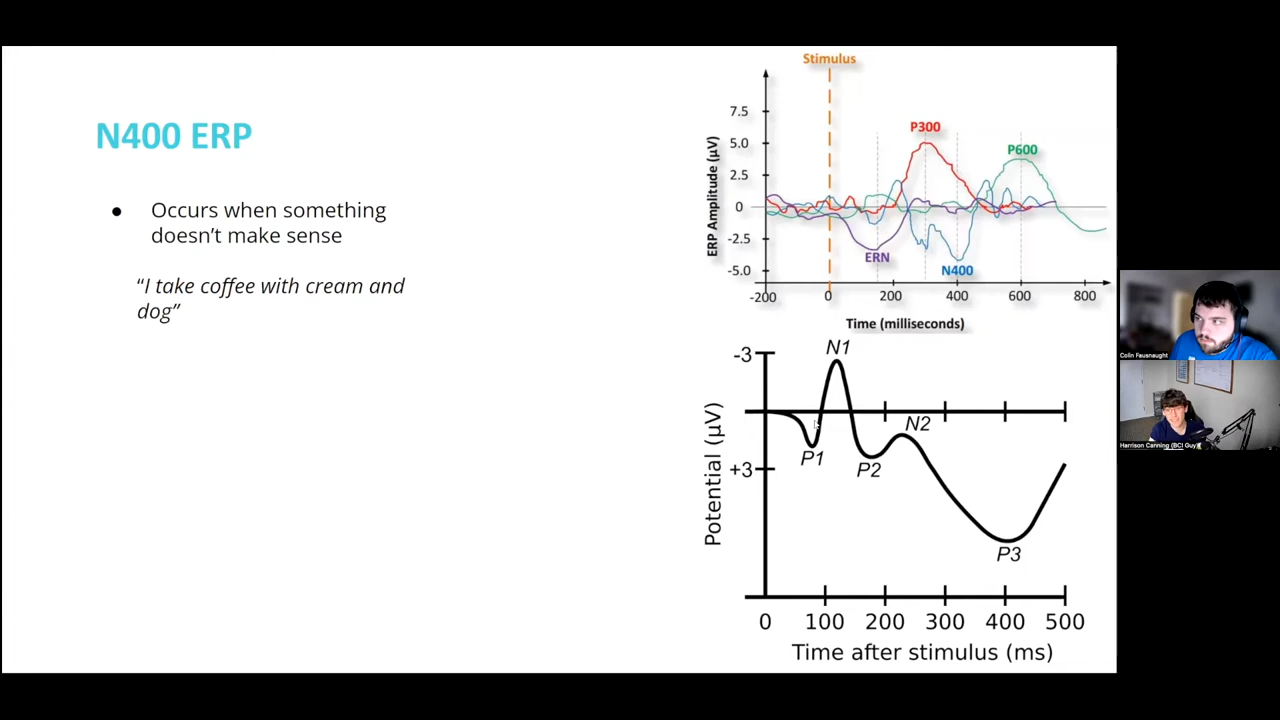 N400 ERP
● Occurs when something
doesn't make sense
“I take coffee with cream and
dog”
Stimulus
7.5
5.0
2.5
0
-2.5
-5.0
ERP Amplitude (µV)
P300
P600
ERN
N400
-200 0 200 400 600 800
Time (milliseconds)
-3
+3
Potential (µV)
N1
P1
P2
N2
P3
0 100 200 300 400 500
Time after stimulus (ms)
Colin Fausnaught
Harrison Canning (BCI Guy)